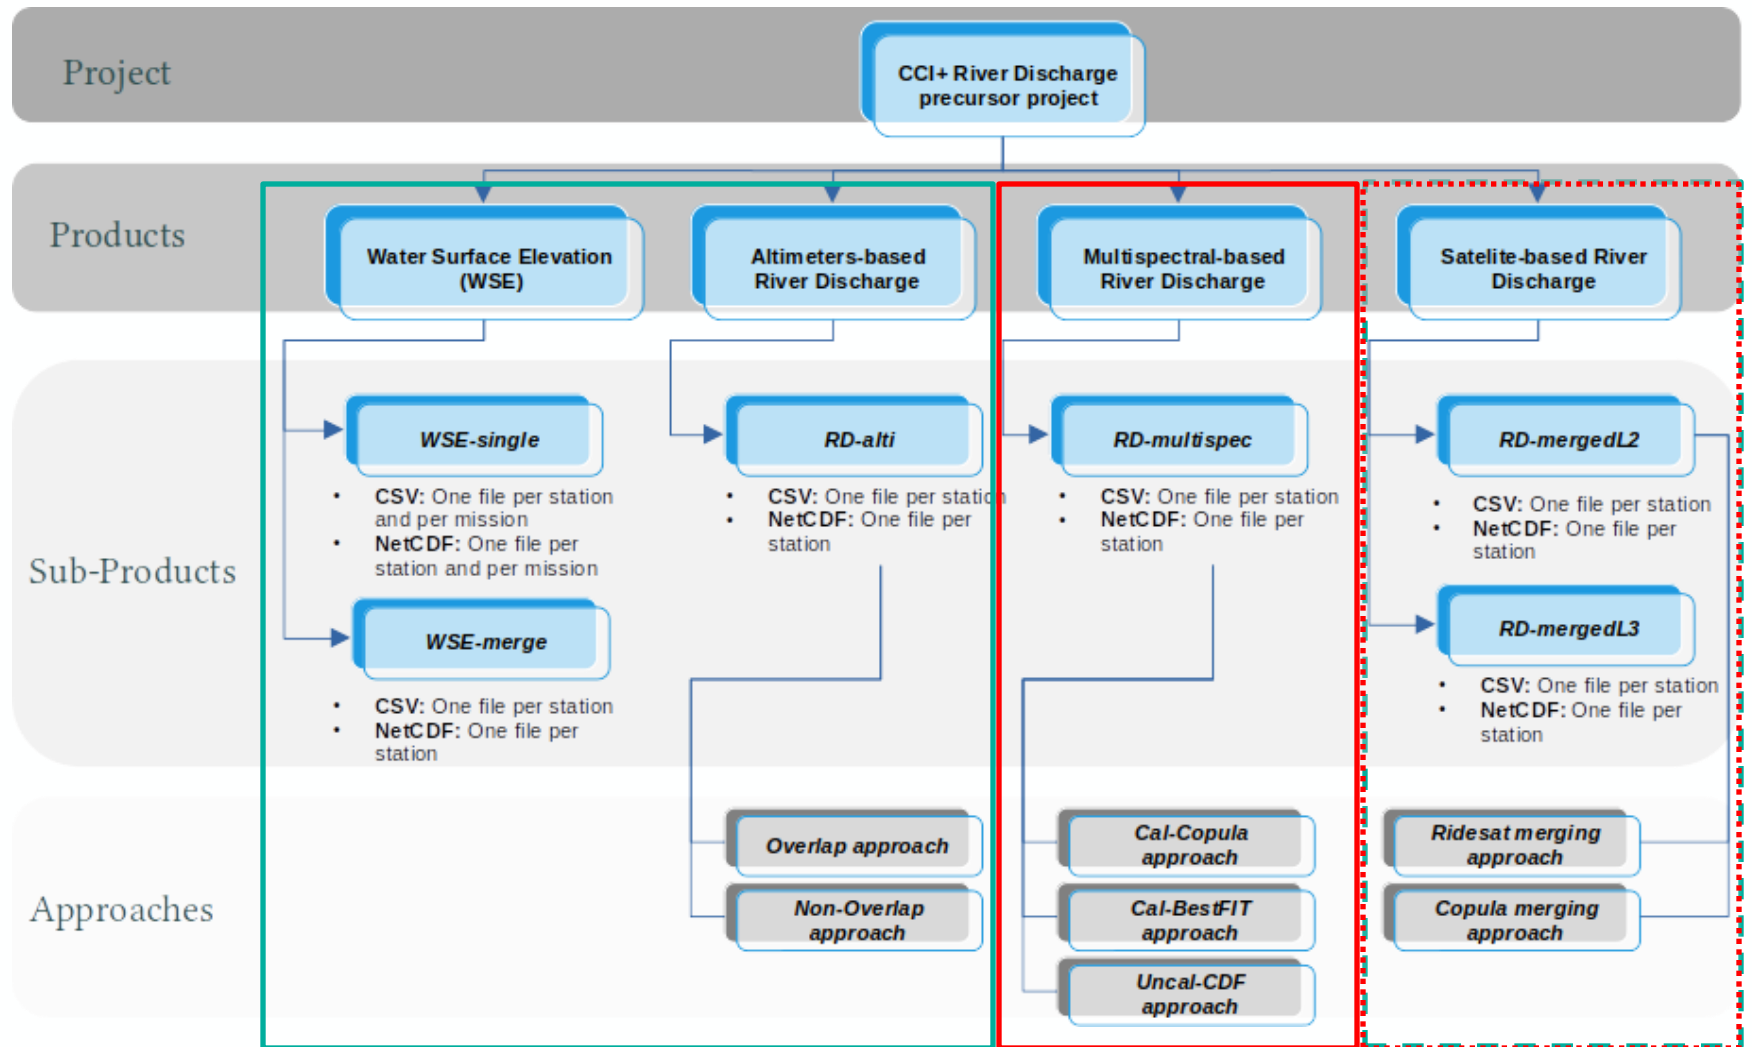 Project
CCI+ River Discharge
precursor project
Products
Water Surface Elevation
(WSE)
Altimeters-based
River Discharge
Multispectral-based
River Discharge
Satelite-based River
Discharge
Sub-Products
WSE-single
• CSV: One file per station
and per mission
• NetCDF: One file per
station and per mission
WSE-merge
• CSV: One file per station
• NetCDF: One file per
station
RD-alti
• CSV: One file per station
• NetCDF: One file per
station
RD-multispec
• CSV: One file per station
• NetCDF: One file per
station
RD-mergedL2
• CSV: One file per station
• NetCDF: One file per
station
RD-mergedL3
• CSV: One file per station
• NetCDF: One file per
station
Approaches
Overlap approach
Non-Overlap
approach
Cal-Copula
approach
Cal-BestFIT
approach
Uncal-CDF
approach
Ridesat merging
approach
Copula merging
approach